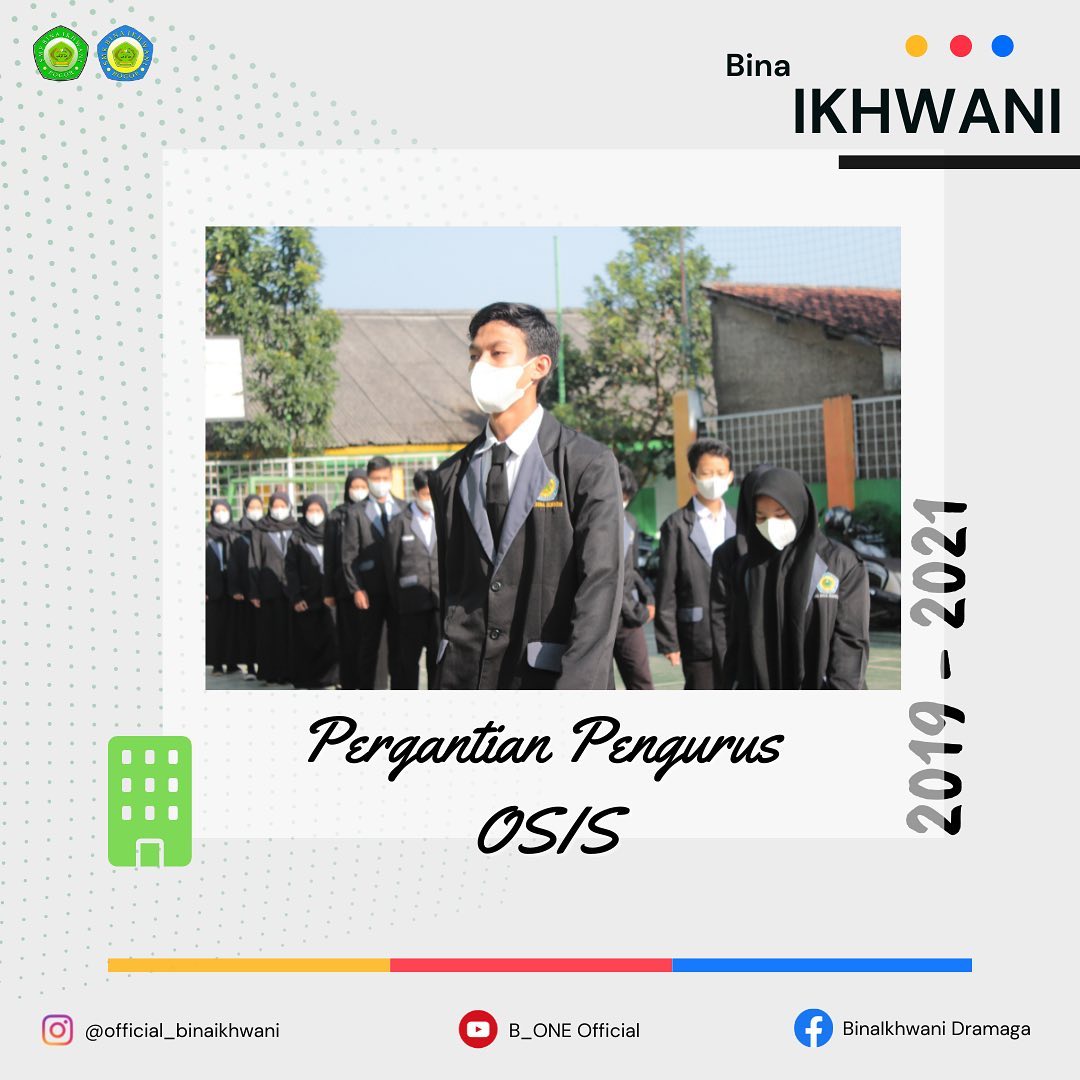 Bina
IKHWANI
Pergantian Pengurus
OSIS
2019 - 2021
@official_binaikhwani
B_ONE Official
BinaIkhwani Dramaga